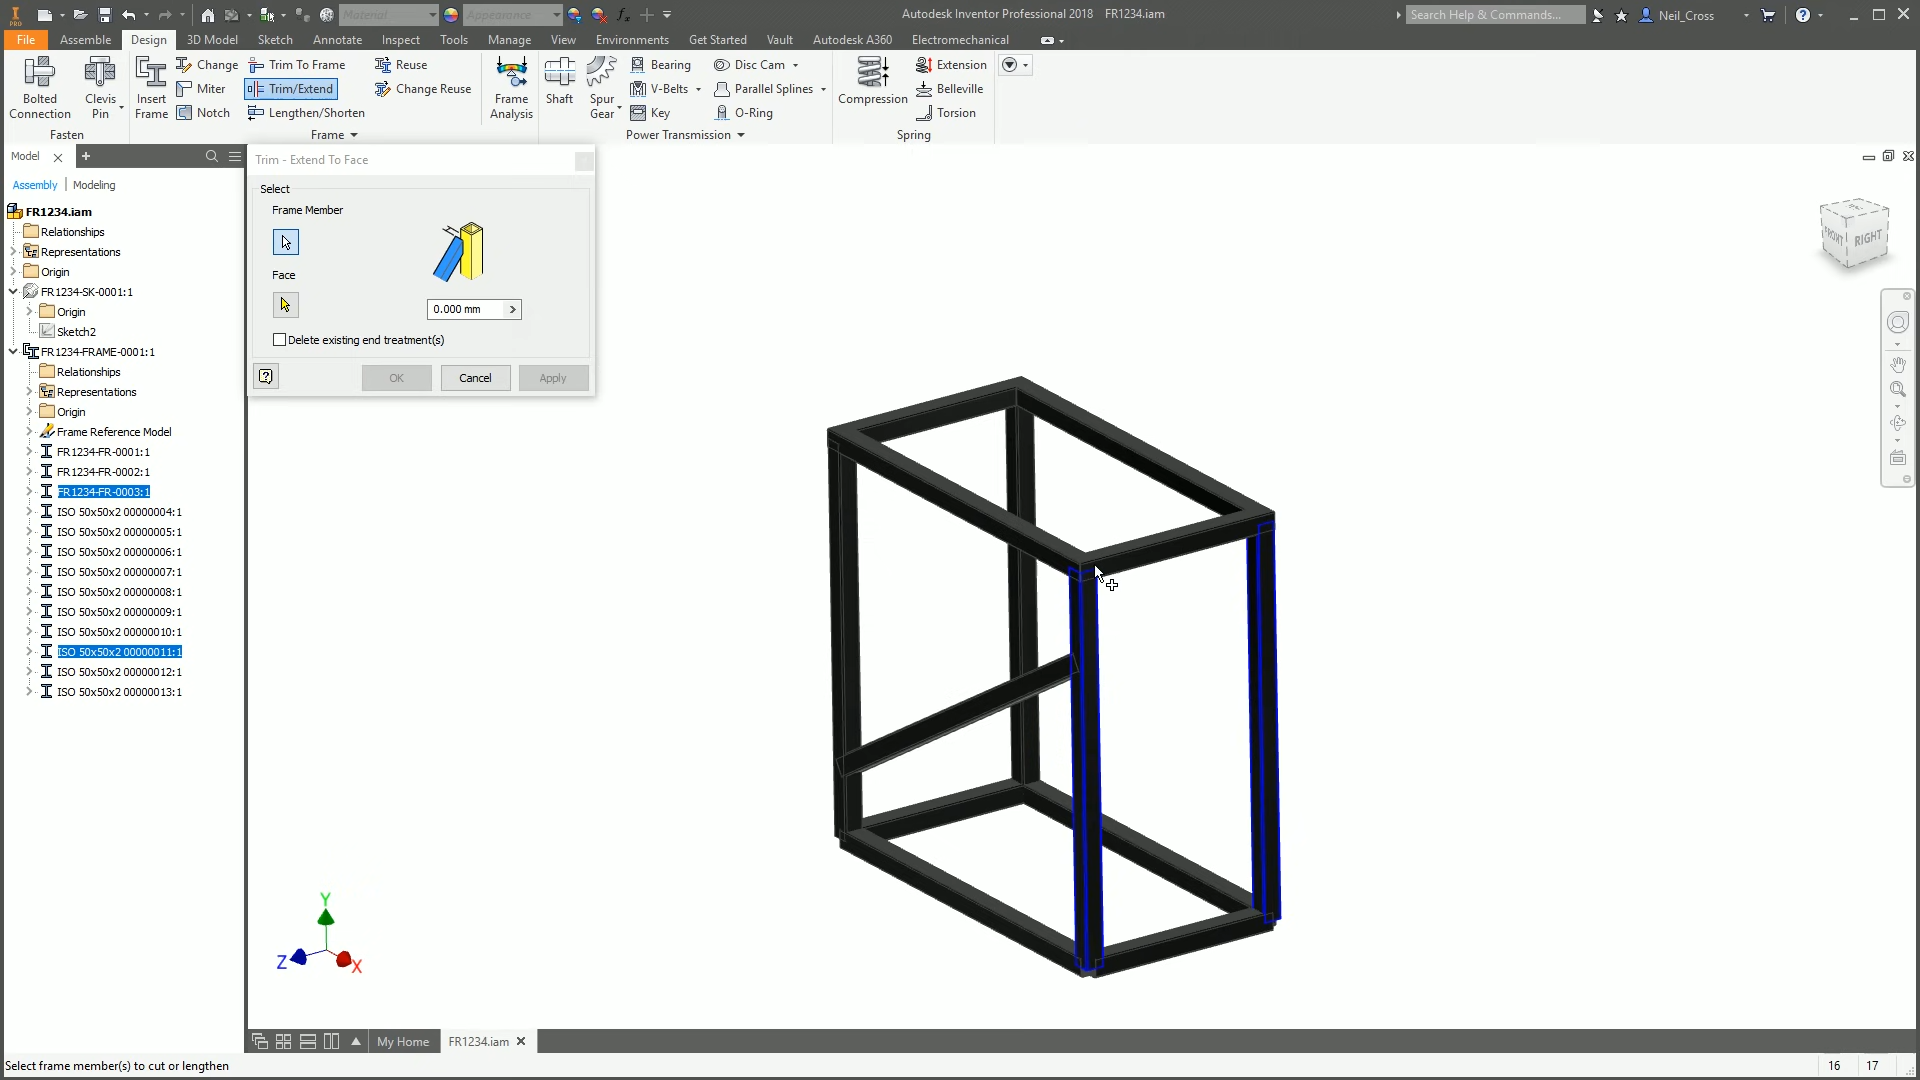 Material
Appearance
fx
Autodesk Inventor Professional 2018 FR1234.iam
Search Help & Commands...
Neil_Cross
PRO
File
Assemble
Design
3D Model
Sketch
Annotate
Inspect
Tools
Manage
View
Environments
Get Started
Vault
Autodesk A360
Electromechanical
Bolted Connection
Clevis Pin
Fasten
Insert Frame
Change
Miter
Notch
Trim To Frame
Trim/Extend
Lengthen/Shorten
Reuse
Change Reuse
Frame
Frame Analysis
Shaft
Spur Gear
Bearing
V-Belts
Key
Disc Cam
Parallel Splines
O-Ring
Power Transmission
Compression
Extension
Belleville
Torsion
Spring
Model
Assembly | Modeling
FR1234.iam
Relationships
Representations
Origin
FR1234-SK-0001:1
Origin
Sketch2
FR1234-FRAME-0001:1
Relationships
Representations
Origin
Frame Reference Model
FR1234-FR-0001:1
FR1234-FR-0002:1
FR1234-FR-0003:1
ISO 50x50x2 00000004:1
ISO 50x50x2 00000005:1
ISO 50x50x2 00000006:1
ISO 50x50x2 00000007:1
ISO 50x50x2 00000008:1
ISO 50x50x2 00000009:1
ISO 50x50x2 00000010:1
ISO 50x50x2 00000011:1
ISO 50x50x2 00000012:1
ISO 50x50x2 00000013:1
Trim - Extend To Face
Select
Frame Member
Face
0.000 mm
Delete existing end treatment(s)
OK
Cancel
Apply
FRONT
RIGHT
Y
Z
X
My Home
FR1234.iam
Select frame member(s) to cut or lengthen
16
17